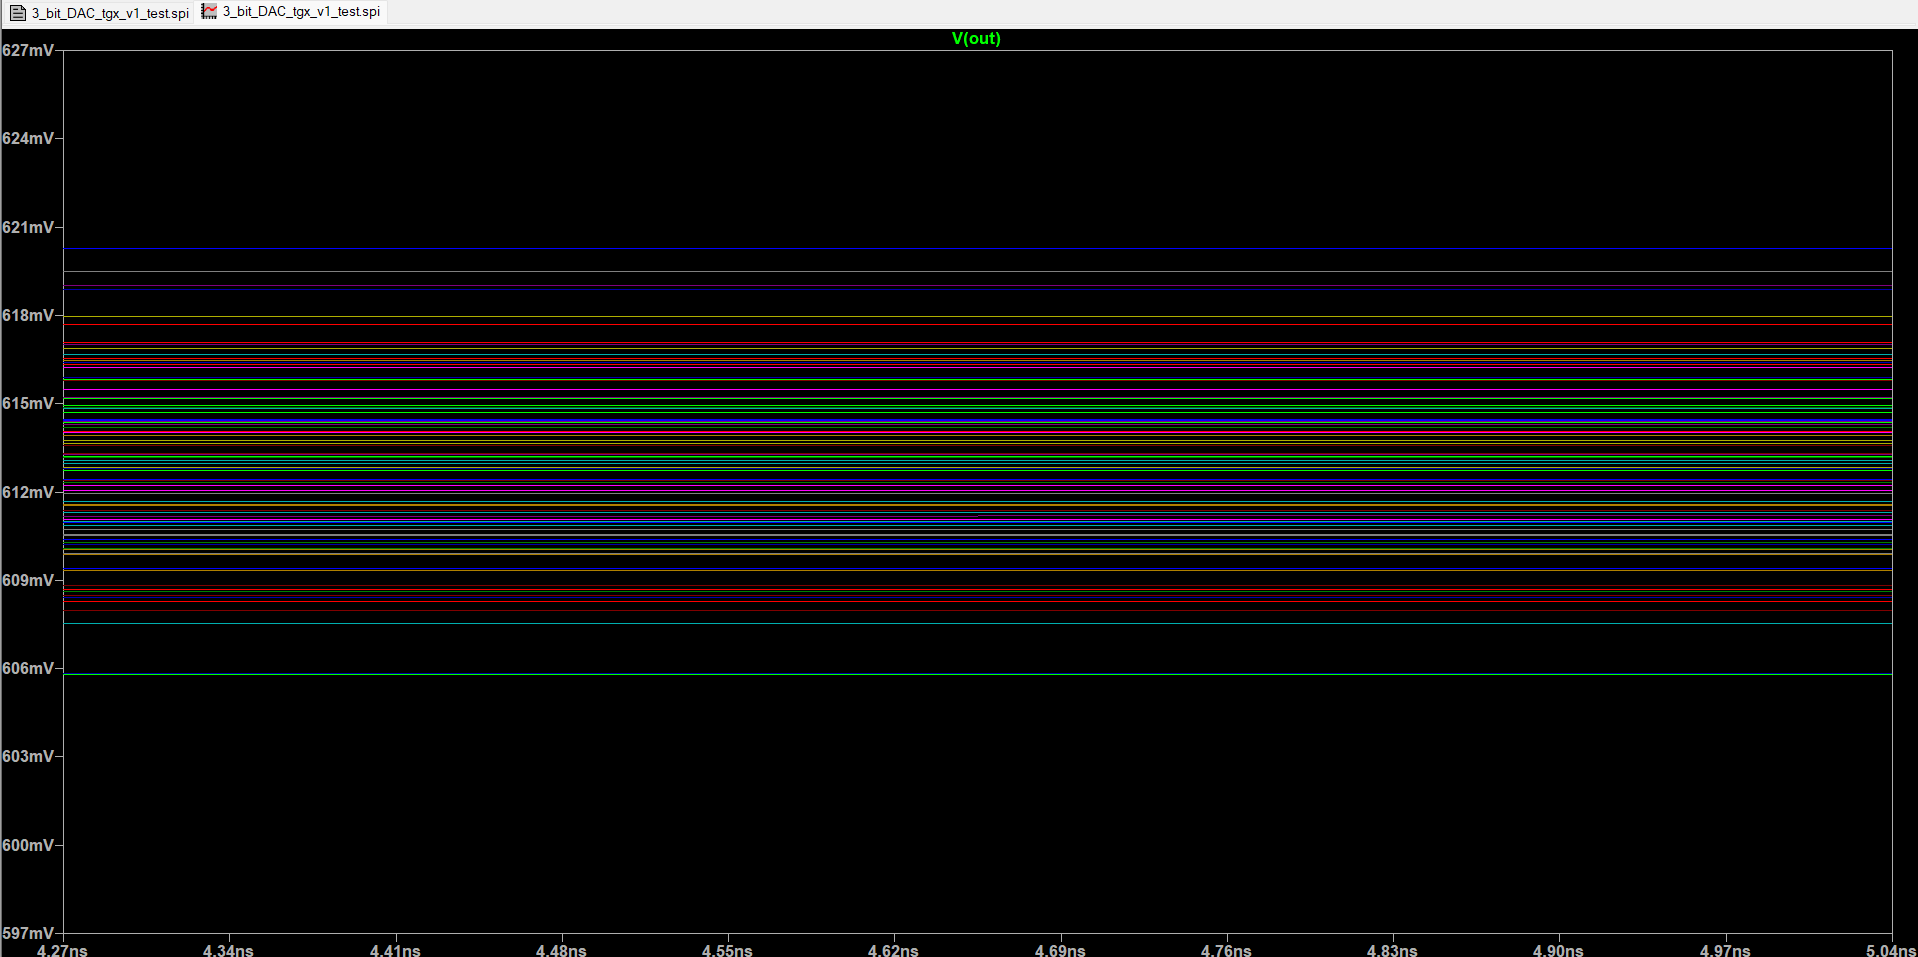 3_bit_DAC_tgx_v1_test.spi 3_bit_DAC_tgx_v1_test.spi
V(out)
627mV
624mV
621mV
618mV
615mV
612mV
609mV
606mV
603mV
600mV
597mV
4.27ns 4.34ns 4.41ns 4.48ns 4.55ns 4.62ns 4.69ns 4.76ns 4.83ns 4.90ns 4.97ns 5.04ns